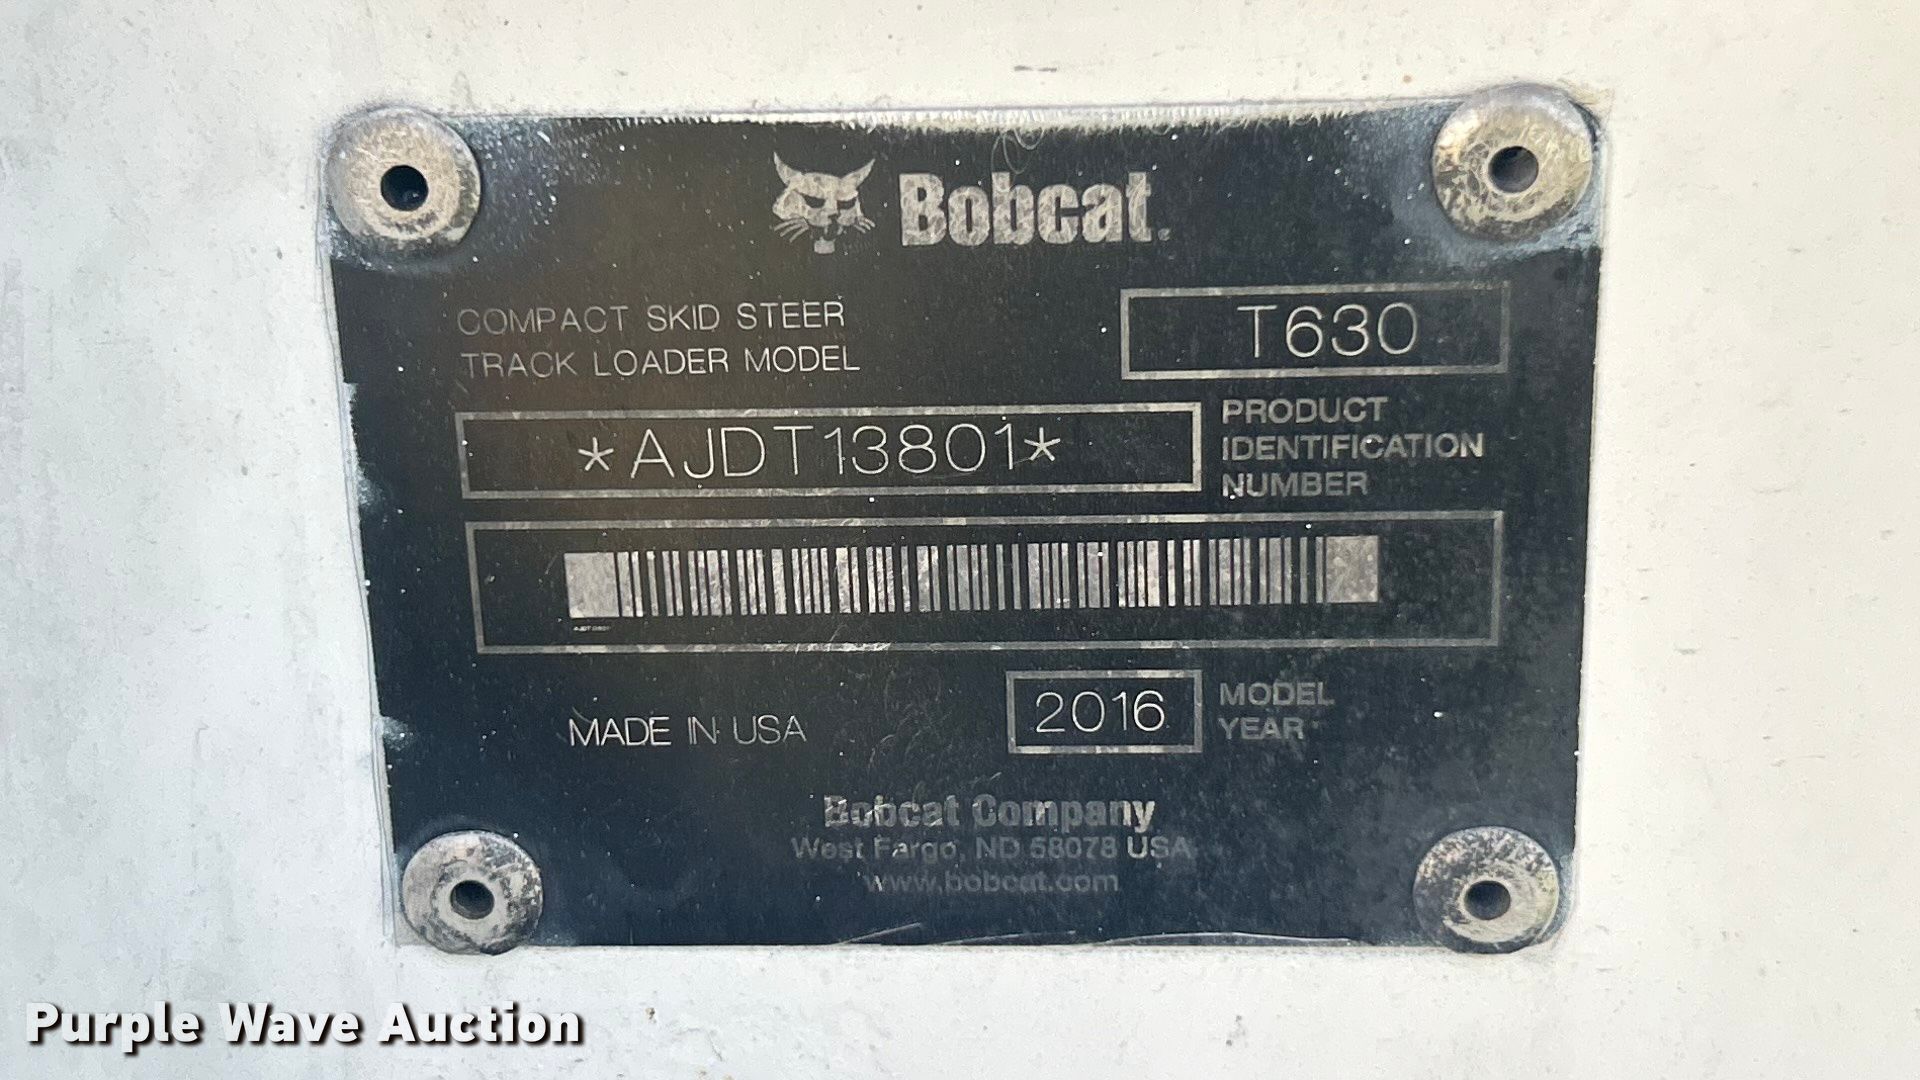 Bobcat.
COMPACT SKID STEER
TRACK LOADER MODEL
T630
*AJDT13801*
PRODUCT
IDENTIFICATION
NUMBER
AJDT13801
MADE IN USA
2016
MODEL
YEAR
Bobcat Company
West Fargo, ND 58078 USA
www.bobcat.com
Purple Wave Auction